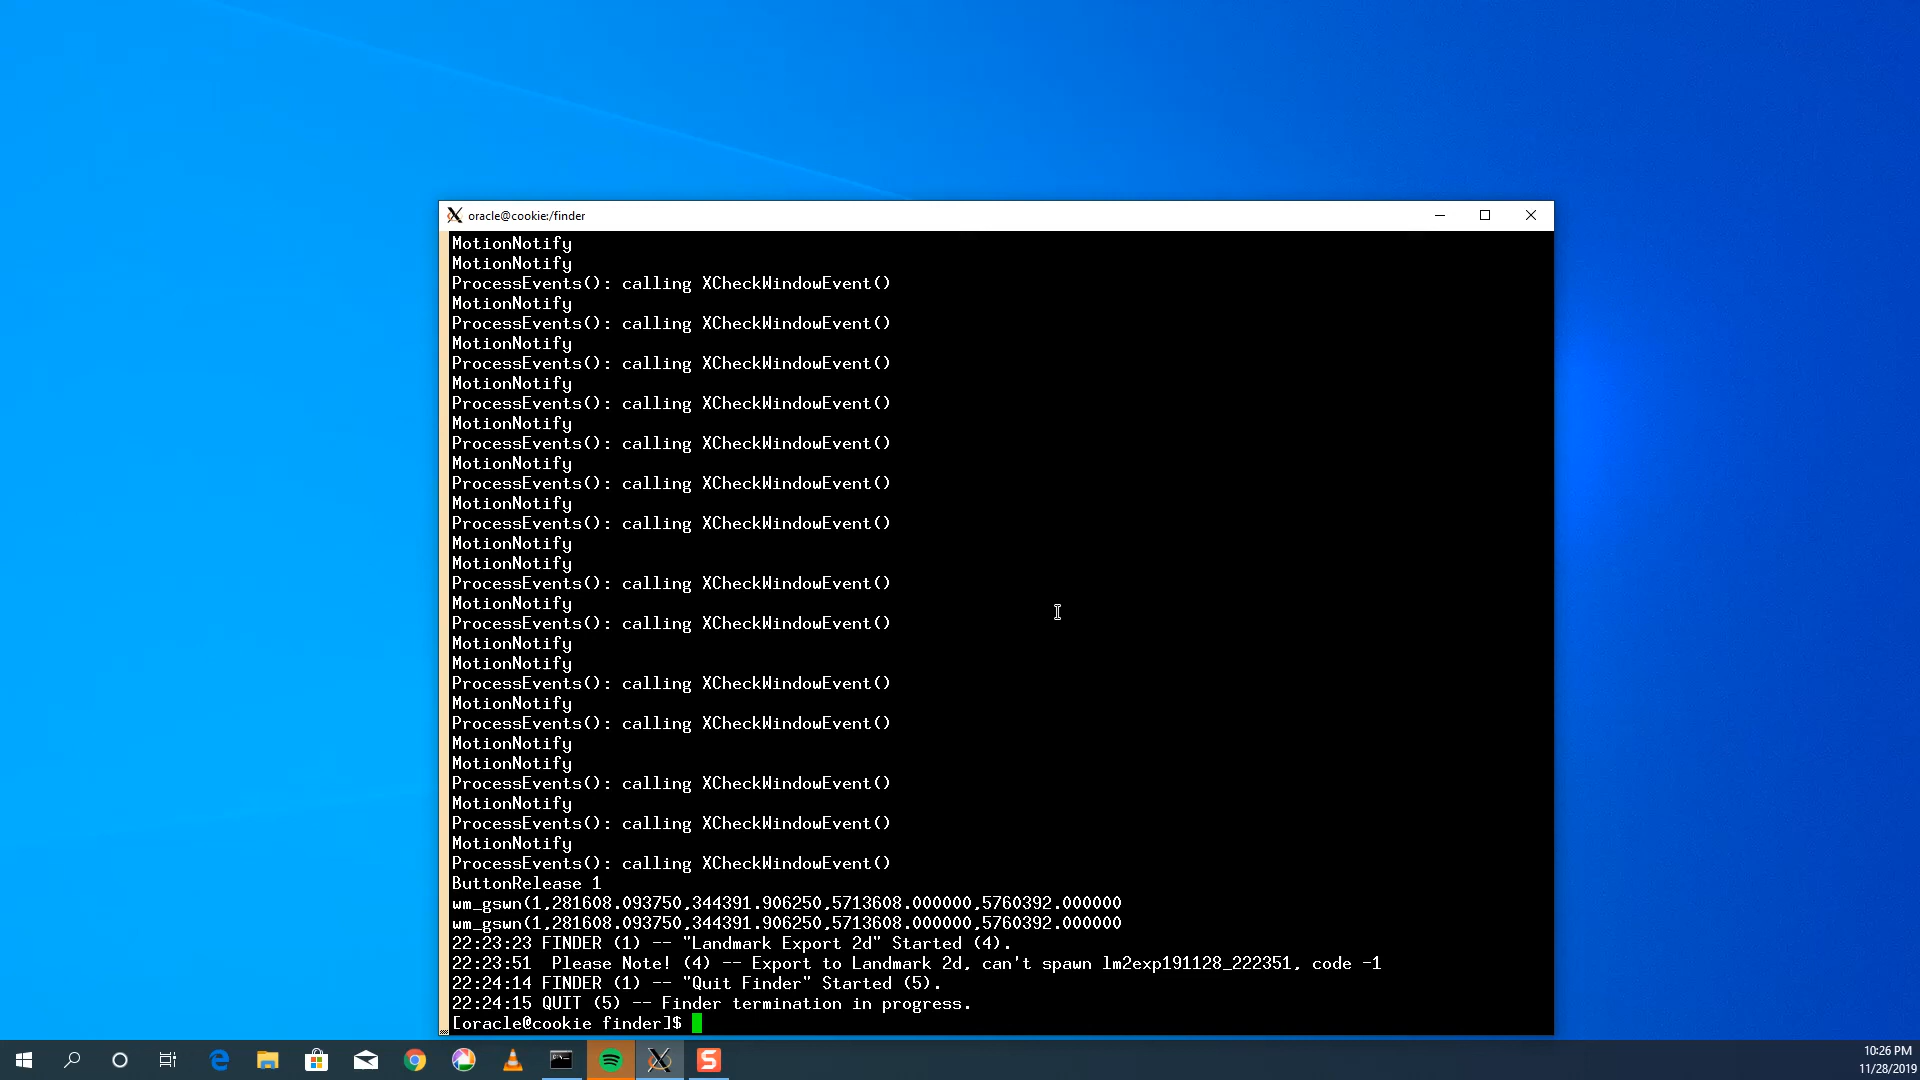 oracle@cookie:/finder
MotionNotify
MotionNotify
ProcessEvents(): calling XCheckWindowEvent()
MotionNotify
ProcessEvents(): calling XCheckWindowEvent()
MotionNotify
ProcessEvents(): calling XCheckWindowEvent()
MotionNotify
ProcessEvents(): calling XCheckWindowEvent()
MotionNotify
ProcessEvents(): calling XCheckWindowEvent()
MotionNotify
ProcessEvents(): calling XCheckWindowEvent()
MotionNotify
ProcessEvents(): calling XCheckWindowEvent()
MotionNotify
MotionNotify
ProcessEvents(): calling XCheckWindowEvent()
MotionNotify
ProcessEvents(): calling XCheckWindowEvent()
MotionNotify
MotionNotify
ProcessEvents(): calling XCheckWindowEvent()
MotionNotify
ProcessEvents(): calling XCheckWindowEvent()
MotionNotify
MotionNotify
ProcessEvents(): calling XCheckWindowEvent()
MotionNotify
ProcessEvents(): calling XCheckWindowEvent()
MotionNotify
ProcessEvents(): calling XCheckWindowEvent()
ButtonRelease 1
wm_gswn(1,281608.093750,344391.906250,5713608.000000,5760392.000000
wm_gswn(1,281608.093750,344391.906250,5713608.000000,5760392.000000
22:23:23 FINDER (1) -- "Landmark Export 2d" Started (4).
22:23:51  Please Note! (4) -- Export to Landmark 2d, can't spawn lm2exp191128_222351, code -1
22:24:14 FINDER (1) -- "Quit Finder" Started (5).
22:24:15 QUIT (5) -- Finder termination in progress.
[oracle@cookie finder]$
10:26 PM
11/28/2019